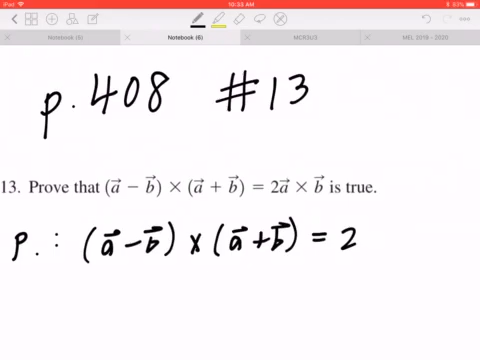 iPad 10:35 AM 83%
Notebook (6) Notebook (6) MCR3U3 MEL 2019 - 2020
p. 408 #13
13. Prove that (a⃗ − b⃗) × (a⃗ + b⃗) = 2a⃗ × b⃗ is true.
P. : (a⃗ − b⃗) × (a⃗ + b⃗) = 2